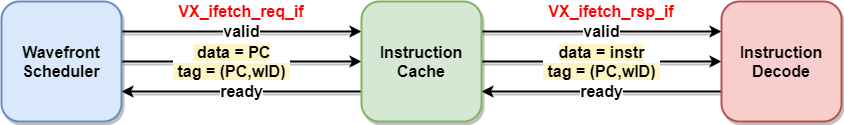 VX_ifetch_req_if
VX_ifetch_rsp_if
Wavefront
Scheduler
valid
data = PC
tag = (PC,wID)
ready
Instruction
Cache
valid
data = instr
tag = (PC,wID)
ready
Instruction
Decode